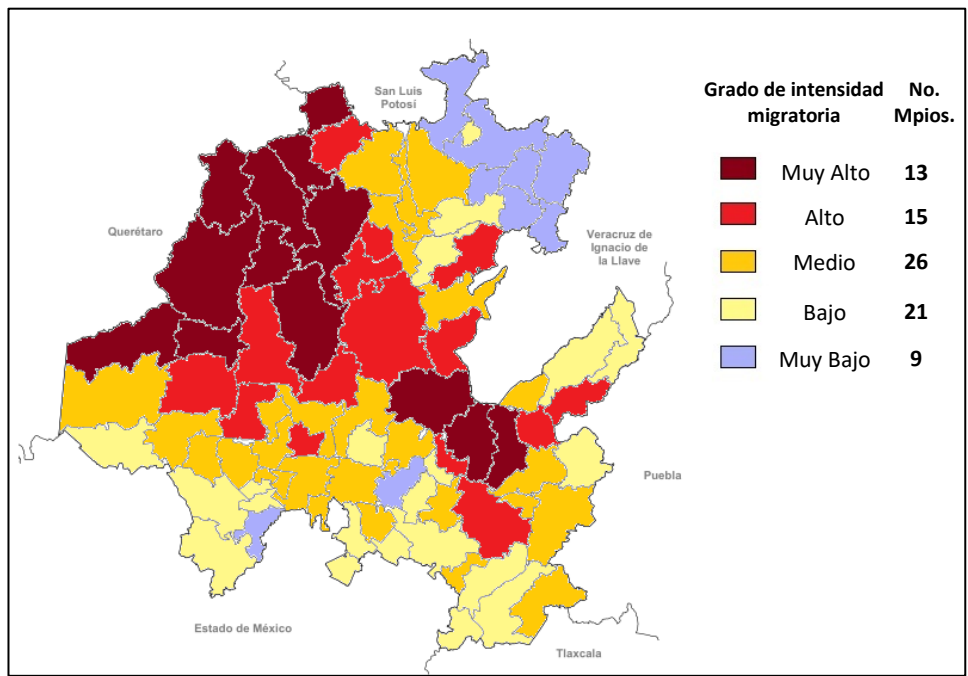 San Luis
Potosí
Grado de intensidad
migratoria
No.
Mpios.
Muy Alto 13
Querétaro
Alto 15
Veracruz de
Ignacio de
la Llave
Medio 26
Bajo 21
Muy Bajo 9
Puebla
Estado de México
Tlaxcala